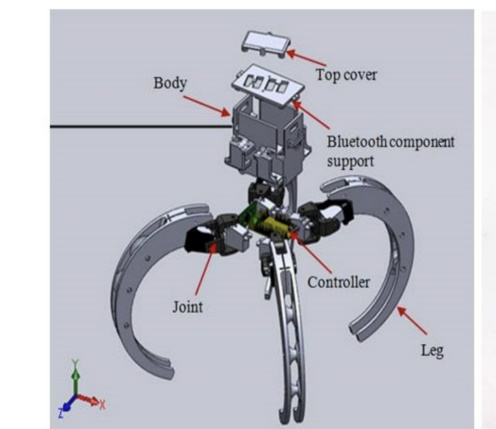 Top cover
Body
Bluetooth component
support
Controller
Joint
Leg
Y
X
Z